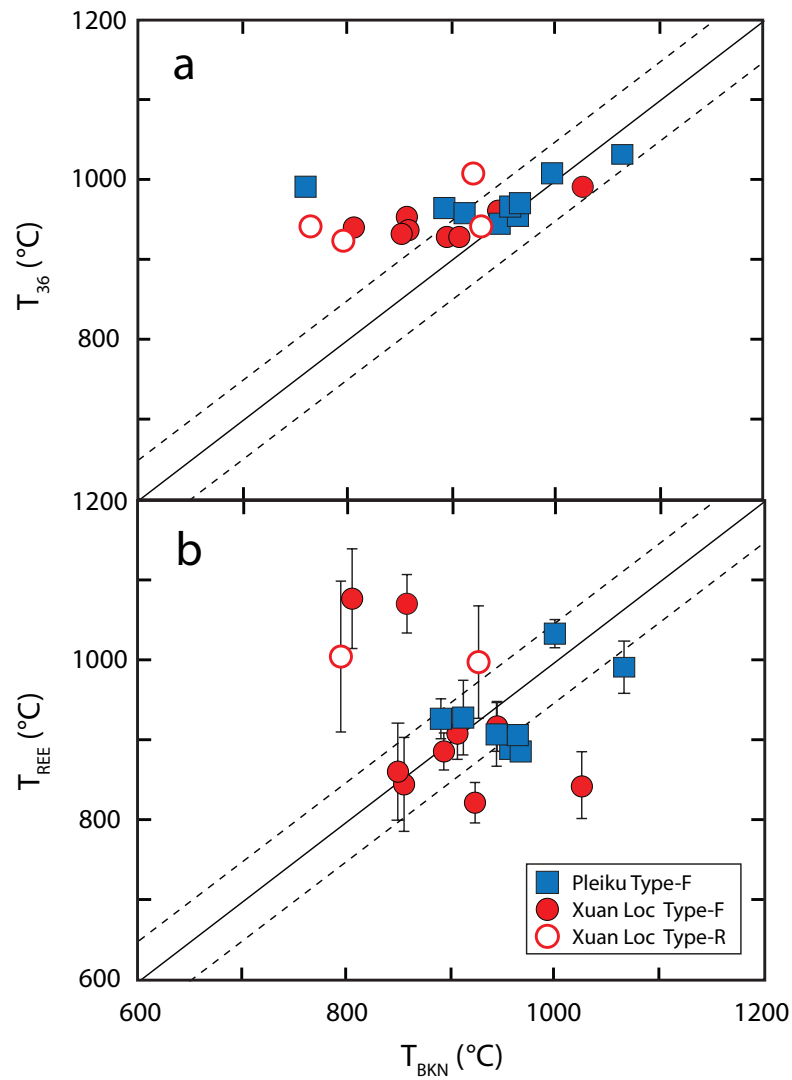 1200
a
1000
T36 (°C)
800
1200
b
1000
TREE (°C)
800
Pleiku Type-F
Xuan Loc Type-F
Xuan Loc Type-R
600
600 800 1000 1200
TBKN (°C)